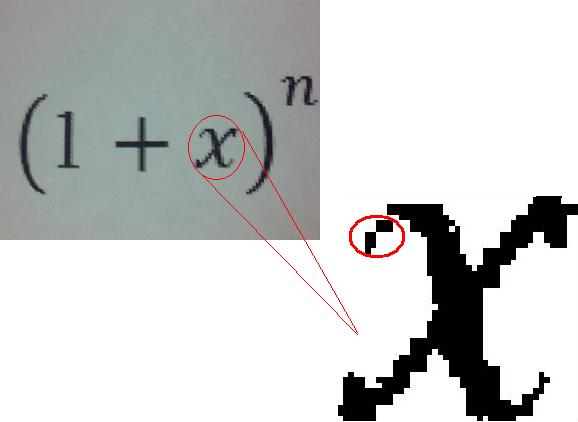 (1 + x)ⁿ
x